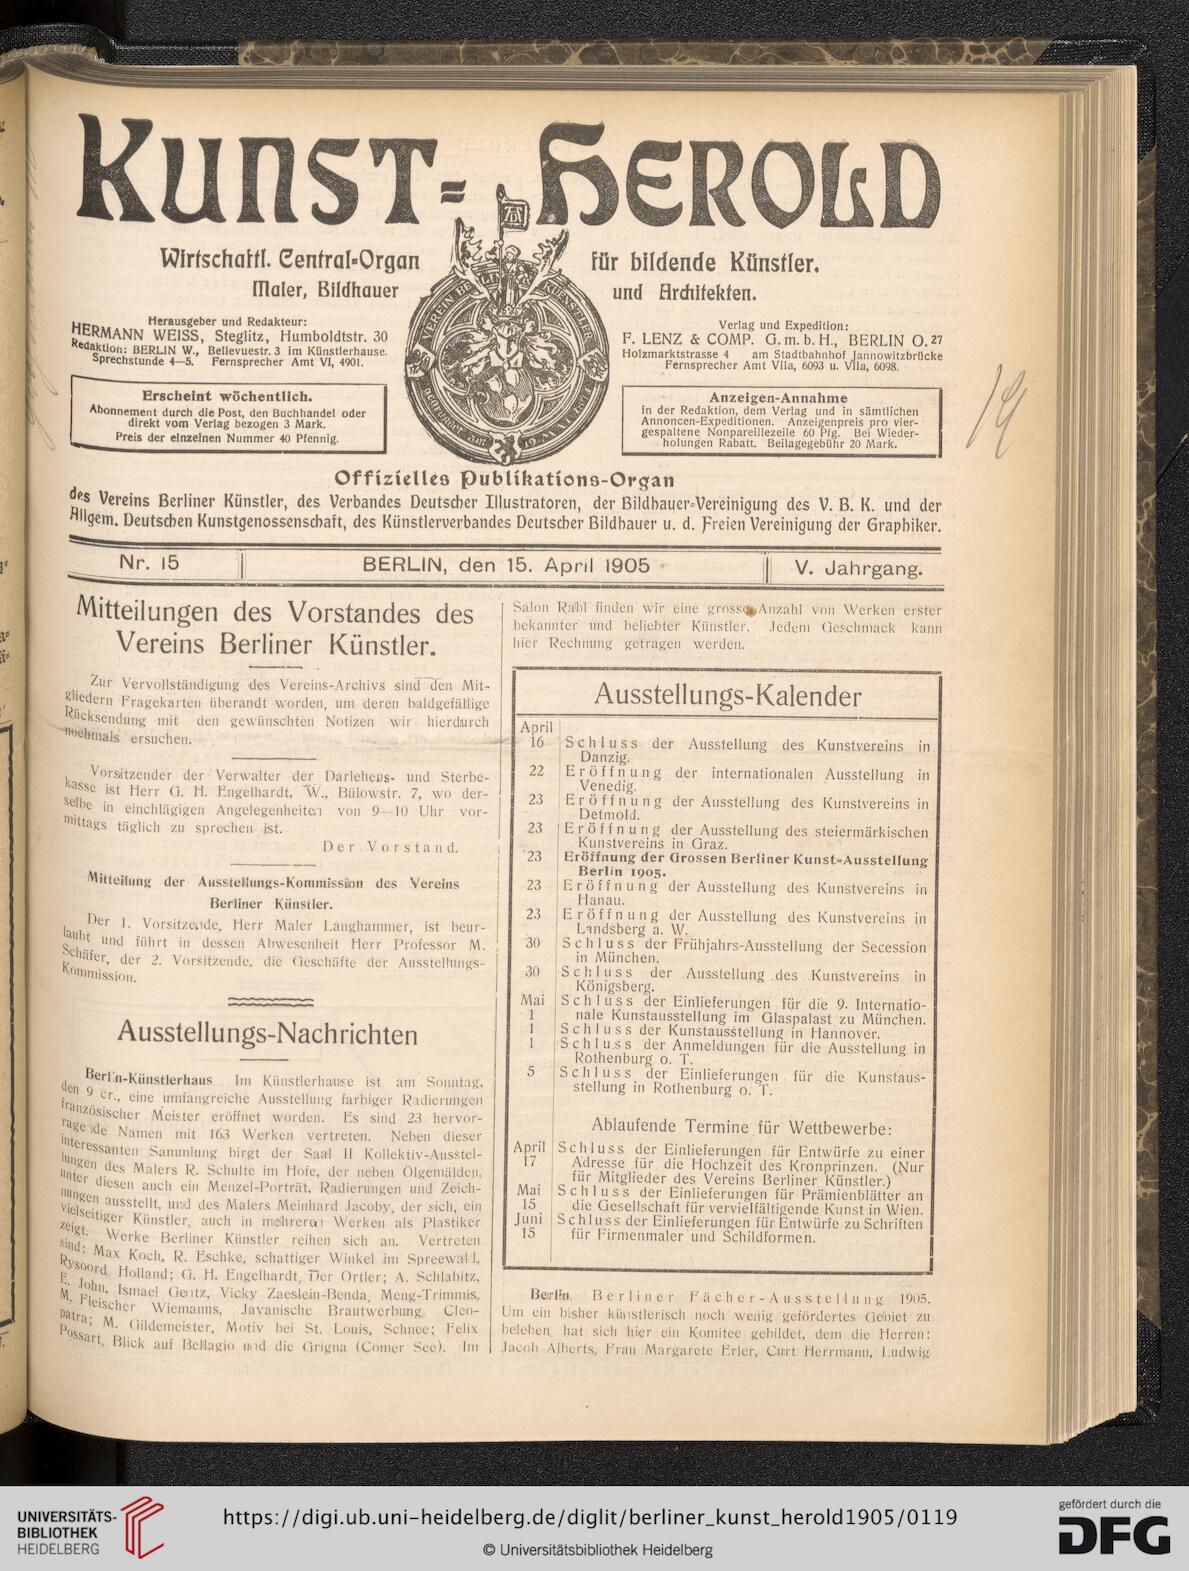 Kunst-Herold
Wirtschaftl. Central-Organ
für bildende Künstler.
Maler, Bildhauer
und Architekten.
Herausgeber und Redakteur:
HERMANN WEISS, Steglitz, Humboldtstr. 30
Redaktion: BERLIN W., Bellevuestr. 3 im Künstlerhause.
Sprechstunde 4—5. Fernsprecher Amt VI, 4901.
Verlag und Expedition:
F. LENZ & COMP. G. m. b. H., BERLIN O. 27
Holzmarktstrasse 4 am Stadtbahnhof Jannowitzbrücke
Fernsprecher Amt VIIa, 6093 u. VIIa, 6098.
Erscheint wöchentlich.
Abonnement durch die Post, den Buchhandel oder
direkt vom Verlag bezogen 3 Mark.
Preis der einzelnen Nummer 40 Pfennig.
Anzeigen-Annahme
in der Redaktion, dem Verlag und in sämtlichen
Annoncen-Expeditionen. Anzeigenpreis pro vier-
gespaltene Nonpareillezeile 60 Pfg. Bei Wieder-
holungen Rabatt. Beilagegebühr 20 Mark.
19
VEREIN BERLINER KUENSTLER
gegründet am 19 MAI 1841
Offizielles Publikations-Organ
des Vereins Berliner Künstler, des Verbandes Deutscher Illustratoren, der Bildhauer-Vereinigung des V. B. K. und der
Allgem. Deutschen Kunstgenossenschaft, des Künstlerverbandes Deutscher Bildhauer u. d. Freien Vereinigung der Graphiker.
Nr. 15
BERLIN, den 15. April 1905
V. Jahrgang.
Mitteilungen des Vorstandes des
Vereins Berliner Künstler.
Zur Vervollständigung des Vereins-Archivs sind den Mit-
gliedern Fragekarten überandt worden, um deren baldgefällige
Rücksendung mit den gewünschten Notizen wir hierdurch
nochmals ersuchen.
Vorsitzender der Verwalter der Darlehens- und Sterbe-
kasse ist Herr G. H. Engelhardt, W., Bülowstr. 7, wo der-
selbe in einchlägigen Angelegenheiten von 9—10 Uhr vor-
mittags täglich zu sprechen ist.
Der Vorstand.
Mitteilung der Ausstellungs-Kommission des Vereins
Berliner Künstler.
Der 1. Vorsitzende, Herr Maler Langhammer, ist beur-
laubt und führt in dessen Abwesenheit Herr Professor M.
Schäfer, der 2. Vorsitzende, die Geschäfte der Ausstellungs-
Kommission.
Ausstellungs-Nachrichten
Berlin-Künstlerhaus Im Künstlerhause ist am Sonntag,
den 9 cr., eine umfangreiche Ausstellung farbiger Radierungen
französischer Meister eröffnet worden. Es sind 23 hervor-
ragende Namen mit 163 Werken vertreten. Neben dieser
interessanten Sammlung birgt der Saal II Kollektiv-Ausstel-
lungen des Malers R. Schulte im Hofe, der neben Ölgemälden,
unter diesen auch ein Menzel-Porträt, Radierungen und Zeich-
nungen ausstellt, und des Malers Meinhard Jacoby, der sich, ein
vielseitiger Künstler, auch in mehreren Werken als Plastiker
zeigt. Werke Berliner Künstler reihen sich an. Vertreten
sind: Max Koch, R. Eschke, schattiger Winkel im Spreewald,
Rysoord Holland; G. H. Engelhardt, Der Ortler; A. Schlabitz,
E. John, Ismael Gentz, Vicky Zaeslein-Benda, Meng-Trimmis,
M. Fleischer Wiemanns, Javanische Brautwerbung Cleo-
patra; M. Gildemeister, Motiv bei St. Louis, Schnee; Felix
Possart, Blick auf Bellagio und die Grigna (Comer See). Im
Salon Rabl finden wir eine grosse Anzahl von Werken erster
bekannter und beliebter Künstler. Jedem Geschmack kann
hier Rechnung getragen werden.
Ausstellungs-Kalender
April
16 Schluss der Ausstellung des Kunstvereins in
Danzig.
22 Eröffnung der internationalen Ausstellung in
Venedig.
23 Eröffnung der Ausstellung des Kunstvereins in
Detmold.
23 Eröffnung der Ausstellung des steiermärkischen
Kunstvereins in Graz.
23 Eröffnung der Grossen Berliner Kunst-Ausstellung
Berlin 1905.
23 Eröffnung der Ausstellung des Kunstvereins in
Hanau.
23 Eröffnung der Ausstellung des Kunstvereins in
Landsberg a. W.
30 Schluss der Frühjahrs-Ausstellung der Secession
in München.
30 Schluss der Ausstellung des Kunstvereins in
Königsberg.
Mai Schluss der Einlieferungen für die 9. Internatio-
1 nale Kunstausstellung im Glaspalast zu München.
1 Schluss der Kunstausstellung in Hannover.
1 Schluss der Anmeldungen für die Ausstellung in
Rothenburg o. T.
5 Schluss der Einlieferungen für die Kunstaus-
stellung in Rothenburg o. T.
Ablaufende Termine für Wettbewerbe:
April Schluss der Einlieferungen für Entwürfe zu einer
17 Adresse für die Hochzeit des Kronprinzen. (Nur
für Mitglieder des Vereins Berliner Künstler.)
Mai Schluss der Einlieferungen für Prämienblätter an
15 die Gesellschaft für vervielfältigende Kunst in Wien.
Juni Schluss der Einlieferungen für Entwürfe zu Schriften
15 für Firmenmaler und Schildformen.
Berlin. Berliner Fächer-Ausstellung 1905.
Um ein bisher künstlerisch noch wenig gefördertes Gebiet zu
beleben hat sich hier ein Komitee gebildet, dem die Herren:
Jacob Alberts, Frau Margarete Erler, Curt Herrmann, Ludwig
UNIVERSITÄTS-
BIBLIOTHEK
HEIDELBERG
https://digi.ub.uni-heidelberg.de/diglit/berliner_kunst_herold1905/0119
© Universitätsbibliothek Heidelberg
gefördert durch die
DFG